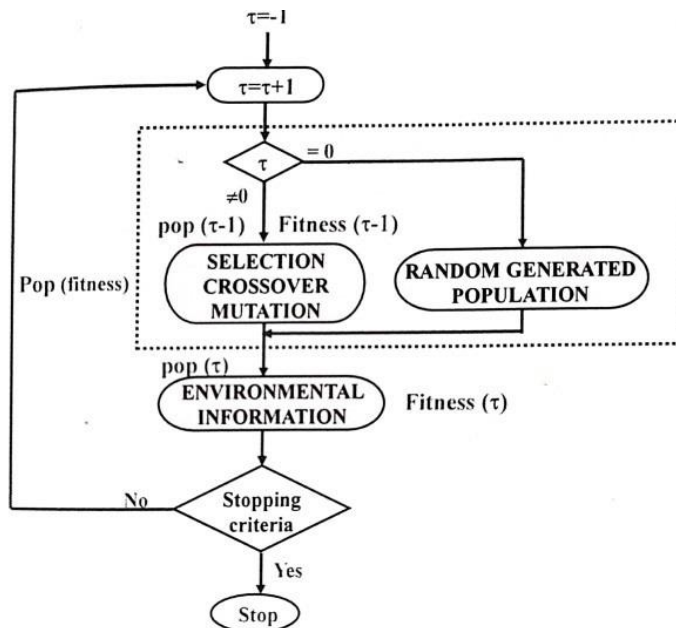 τ=-1
τ=τ+1
τ
= 0
≠0
pop (τ-1) Fitness (τ-1)
SELECTION
CROSSOVER
MUTATION
RANDOM GENERATED
POPULATION
Pop (fitness)
pop (τ)
ENVIRONMENTAL
INFORMATION
Fitness (τ)
No
Stopping
criteria
Yes
Stop